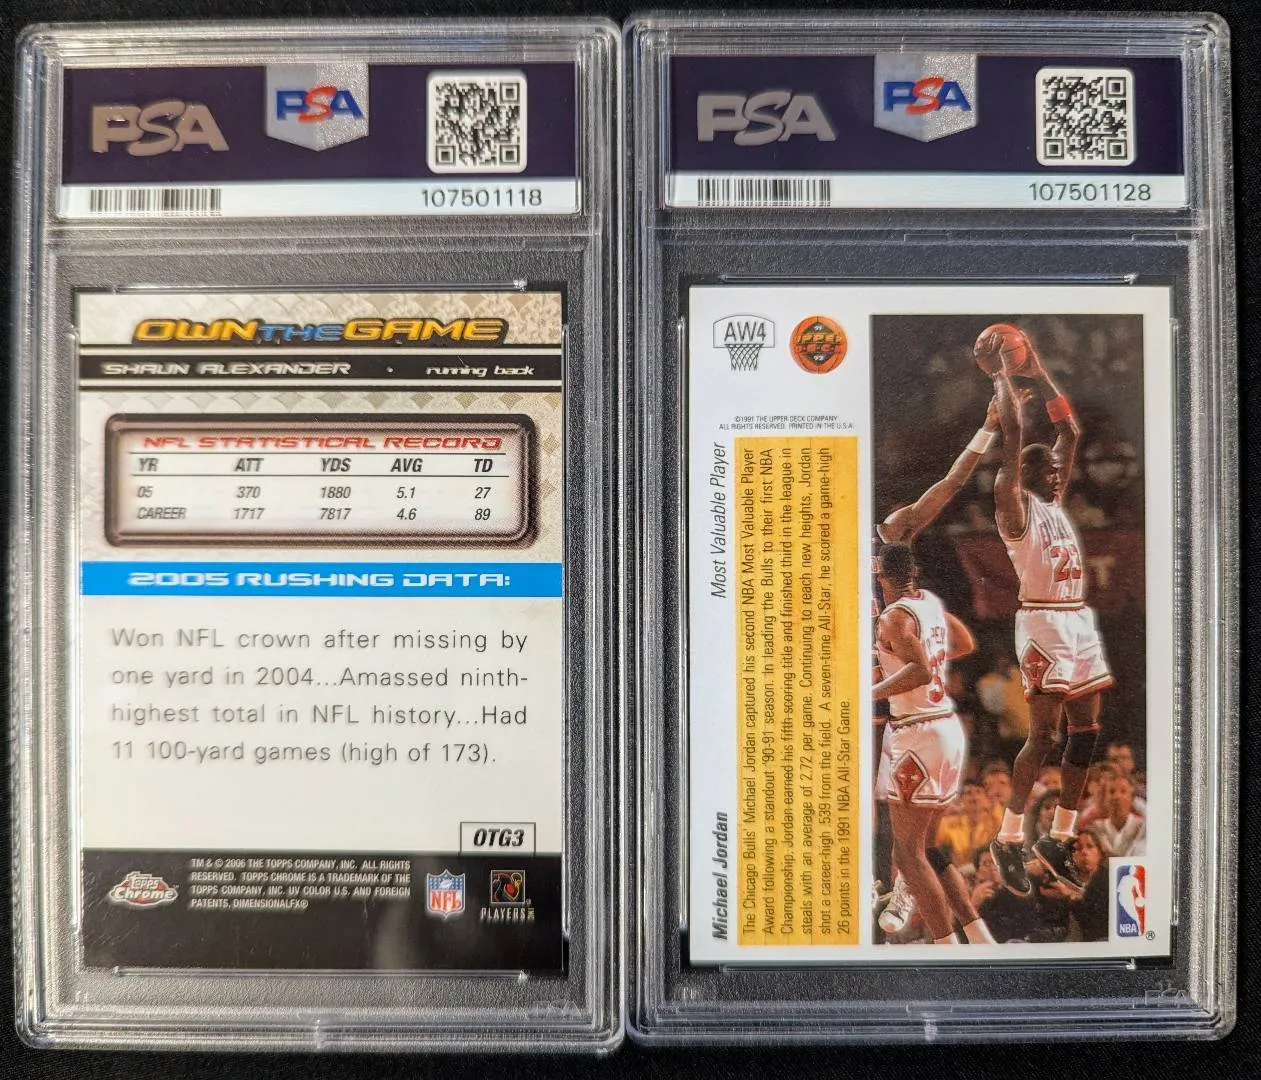 PSA
PSA
107501118
OWN THE GAME
SHAUN ALEXANDER • running back
NFL STATISTICAL RECORD
YR ATT YDS AVG TD
05 370 1880 5.1 27
CAREER 1717 7817 4.6 89
2005 RUSHING DATA:
Won NFL crown after missing by
one yard in 2004...Amassed ninth-
highest total in NFL history...Had
11 100-yard games (high of 173).
OTG3
Topps
Chrome
TM & © 2006 THE TOPPS COMPANY, INC. ALL RIGHTS
RESERVED. TOPPS CHROME IS A TRADEMARK OF THE
TOPPS COMPANY, INC. UV COLOR U.S. AND FOREIGN
PATENTS, DIMENSIONALFX®
NFL
PLAYERS INC
PSA
PSA
107501128
AW4
91
UPPER
DECK
92
©1991 THE UPPER DECK COMPANY
ALL RIGHTS RESERVED. PRINTED IN THE U.S.A.
Michael Jordan
Most Valuable Player
The Chicago Bulls' Michael Jordan captured his second NBA Most Valuable Player
Award following a standout '90-91 season. In leading the Bulls to their first NBA
Championship, Jordan earned his fifth scoring title and finished third in the league in
steals with an average of 2.72 per game. Continuing to reach new heights, Jordan
shot a career-high .539 from the field. A seven-time All-Star, he scored a game-high
26 points in the 1991 NBA All-Star Game.
BULLS
23
NBA
®